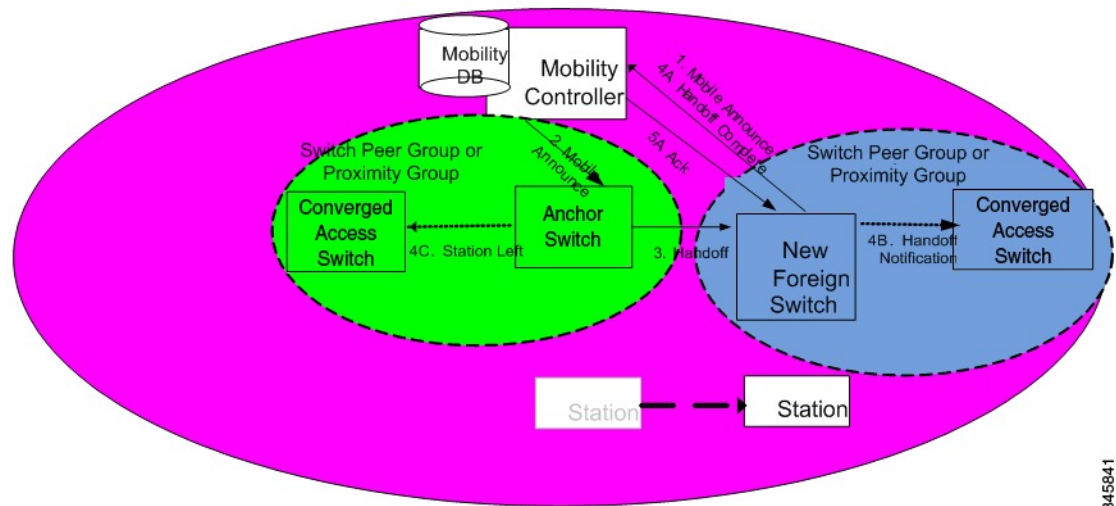 Mobility
DB
Mobility
Controller
1. Mobile Announce
4A. Handoff Complete
5A Ack
2. Mobile
Announce
Switch Peer Group or
Proximity Group
Converged
Access
Switch
4C. Station Left
Anchor
Switch
3. Handoff
Switch Peer Group or
Proximity Group
New
Foreign
Switch
4B. Handoff
Notification
Converged
Access
Switch
Station
Station
345841